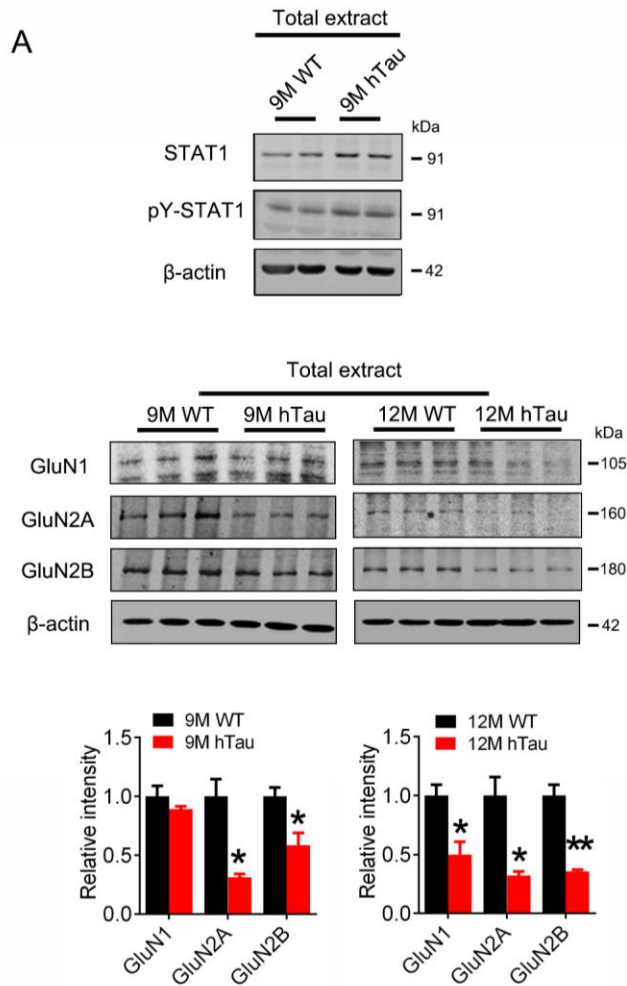 A
Total extract
9M WT 9M hTau
kDa
STAT1 91
pY-STAT1 91
β-actin 42
Total extract
9M WT 9M hTau 12M WT 12M hTau
kDa
GluN1 105
GluN2A 160
GluN2B 180
β-actin 42
9M WT
9M hTau
Relative intensity
1.5
1.0
0.5
0.0
*
*
GluN1 GluN2A GluN2B
12M WT
12M hTau
Relative intensity
1.5
1.0
0.5
0.0
*
*
**
GluN1 GluN2A GluN2B